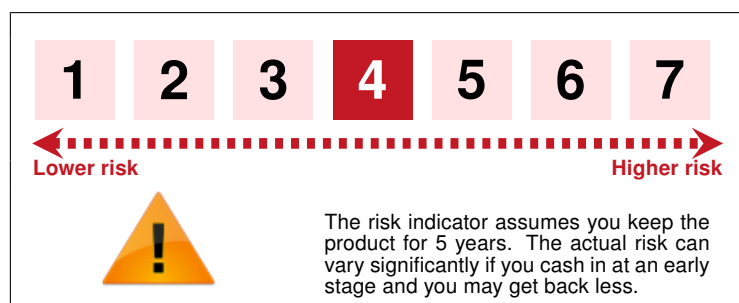 1 2 3 4 5 6 7
Lower risk Higher risk
The risk indicator assumes you keep the
product for 5 years. The actual risk can
vary significantly if you cash in at an early
stage and you may get back less.